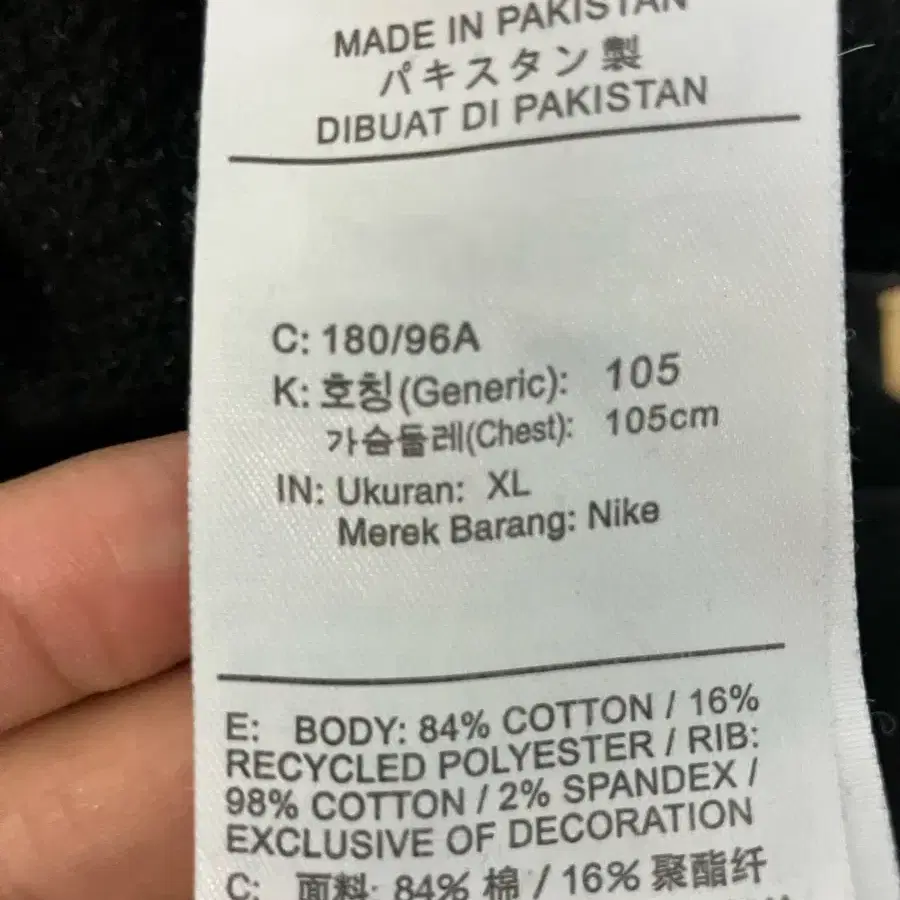 MADE IN PAKISTAN
パキスタン製
DIBUAT DI PAKISTAN
C: 180/96A
K: 호칭(Generic): 105
가슴둘레(Chest): 105cm
IN: Ukuran: XL
Merek Barang: Nike
E: BODY: 84% COTTON / 16%
RECYCLED POLYESTER / RIB:
98% COTTON / 2% SPANDEX /
EXCLUSIVE OF DECORATION
C: 面料: 84% 棉 / 16% 聚酯纤